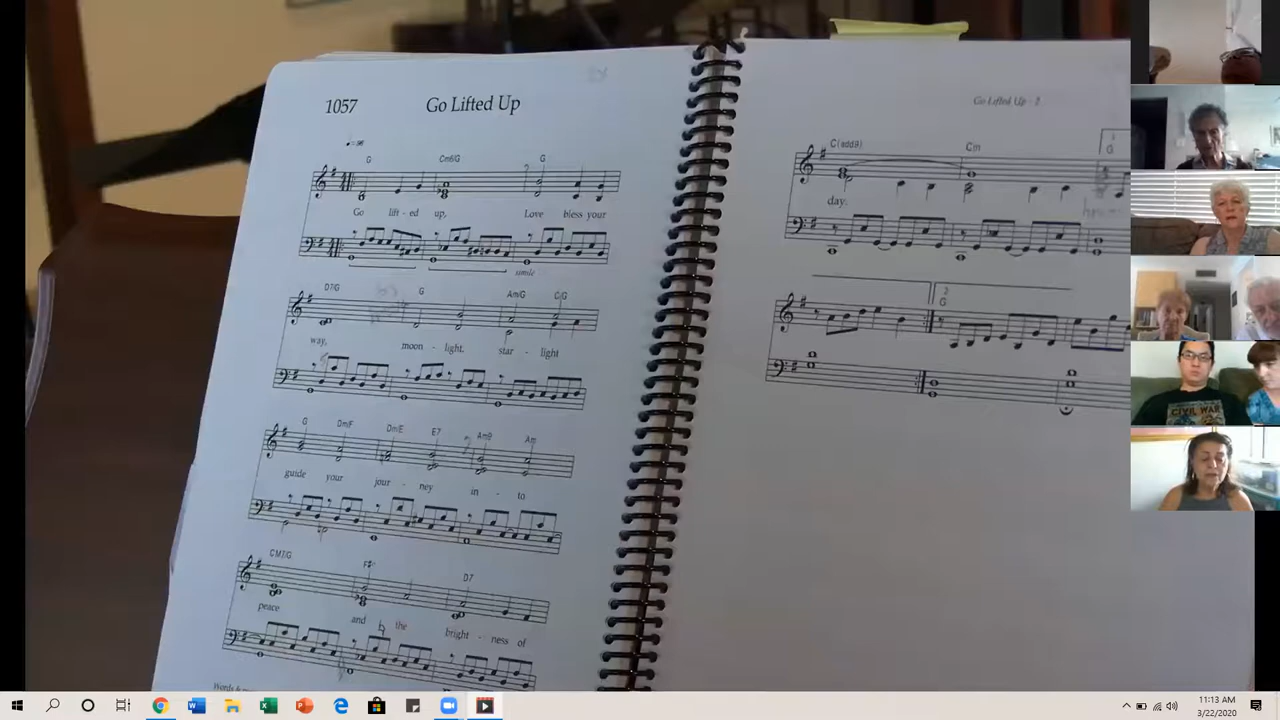 1057 Go Lifted Up
G Cm6/G G
Go lift - ed up, Love bless your
simile
D7/G G Am/G C/G
way, moon - light, star - light
G Dm/F Dm/E E7 Am9 Am
guide your jour - ney in - to
CM7/G F#° D7
peace and the bright - ness of
Go Lifted Up - 2
C(add9) Cm 1 G
day.
2
G
CIVIL WAR
11:13 AM
3/22/2020